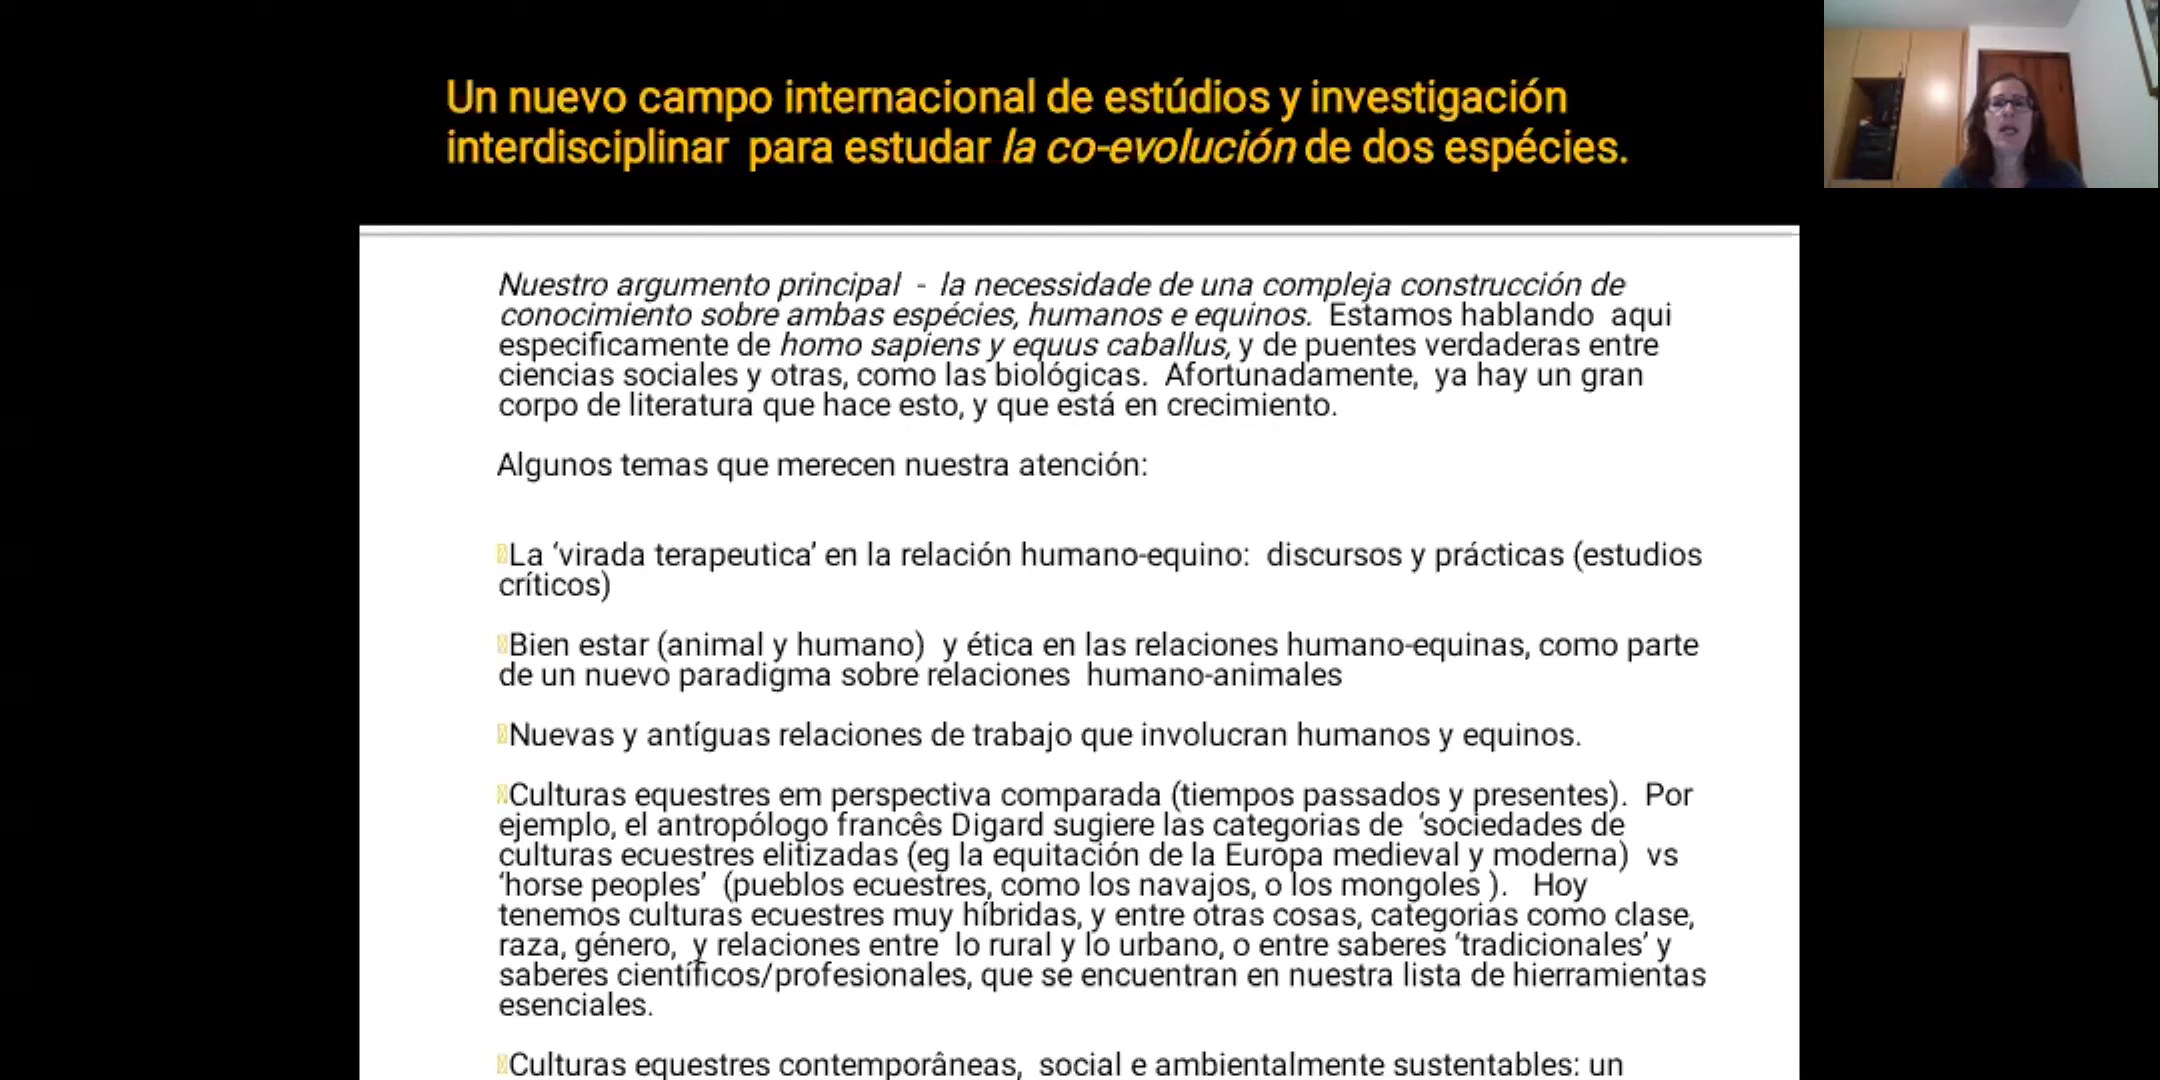 Un nuevo campo internacional de estúdios y investigación
interdisciplinar para estudar la co-evolución de dos espécies.
Nuestro argumento principal - la necessidade de una compleja construcción de
conocimiento sobre ambas espécies, humanos e equinos. Estamos hablando aqui
especificamente de homo sapiens y equus caballus, y de puentes verdaderas entre
ciencias sociales y otras, como las biológicas. Afortunadamente, ya hay un gran
corpo de literatura que hace esto, y que está en crecimiento.
Algunos temas que merecen nuestra atención:
La ‘virada terapeutica’ en la relación humano-equino: discursos y prácticas (estudios
críticos)
Bien estar (animal y humano) y ética en las relaciones humano-equinas, como parte
de un nuevo paradigma sobre relaciones humano-animales
Nuevas y antíguas relaciones de trabajo que involucran humanos y equinos.
Culturas equestres em perspectiva comparada (tiempos passados y presentes). Por
ejemplo, el antropólogo francês Digard sugiere las categorias de ‘sociedades de
culturas ecuestres elitizadas (eg la equitación de la Europa medieval y moderna) vs
‘horse peoples’ (pueblos ecuestres, como los navajos, o los mongoles ). Hoy
tenemos culturas ecuestres muy híbridas, y entre otras cosas, categorias como clase,
raza, género, y relaciones entre lo rural y lo urbano, o entre saberes ‘tradicionales’ y
saberes científicos/profesionales, que se encuentran en nuestra lista de hierramientas
esenciales.
Culturas equestres contemporâneas, social e ambientalmente sustentables: un